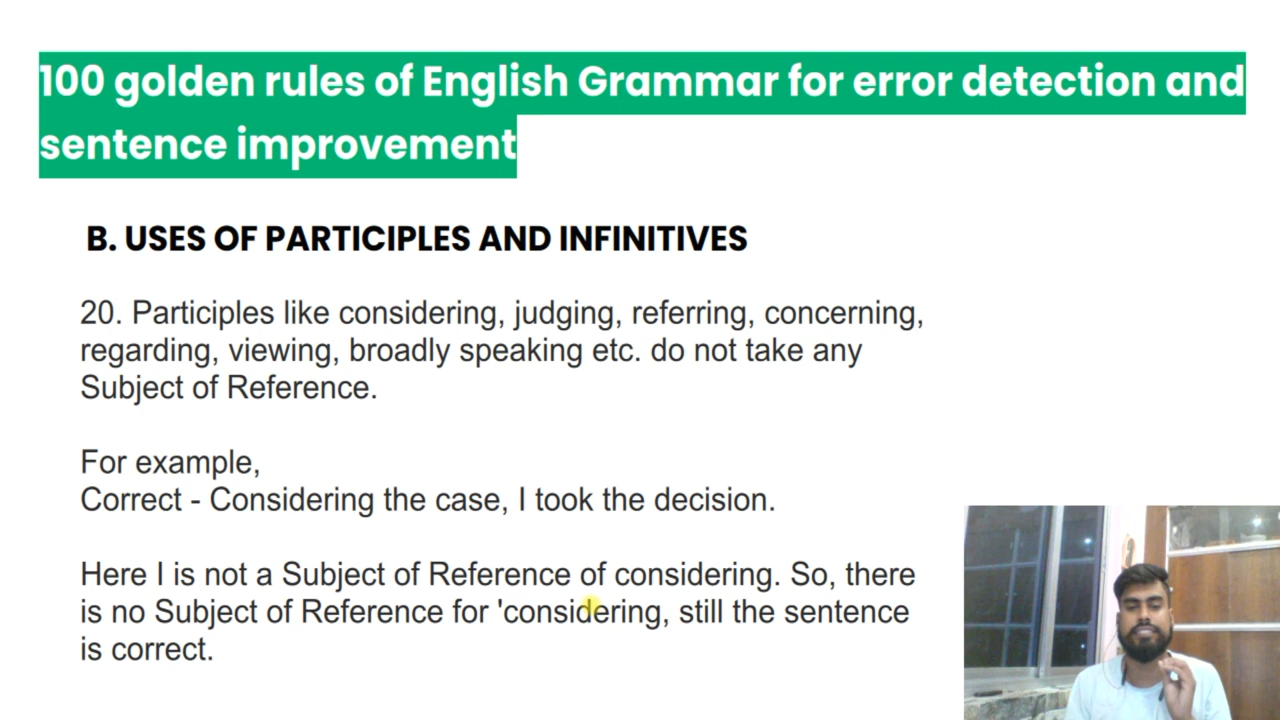 100 golden rules of English Grammar for error detection and
sentence improvement
B. USES OF PARTICIPLES AND INFINITIVES
20. Participles like considering, judging, referring, concerning,
regarding, viewing, broadly speaking etc. do not take any
Subject of Reference.
For example,
Correct - Considering the case, I took the decision.
Here I is not a Subject of Reference of considering. So, there
is no Subject of Reference for 'considering, still the sentence
is correct.